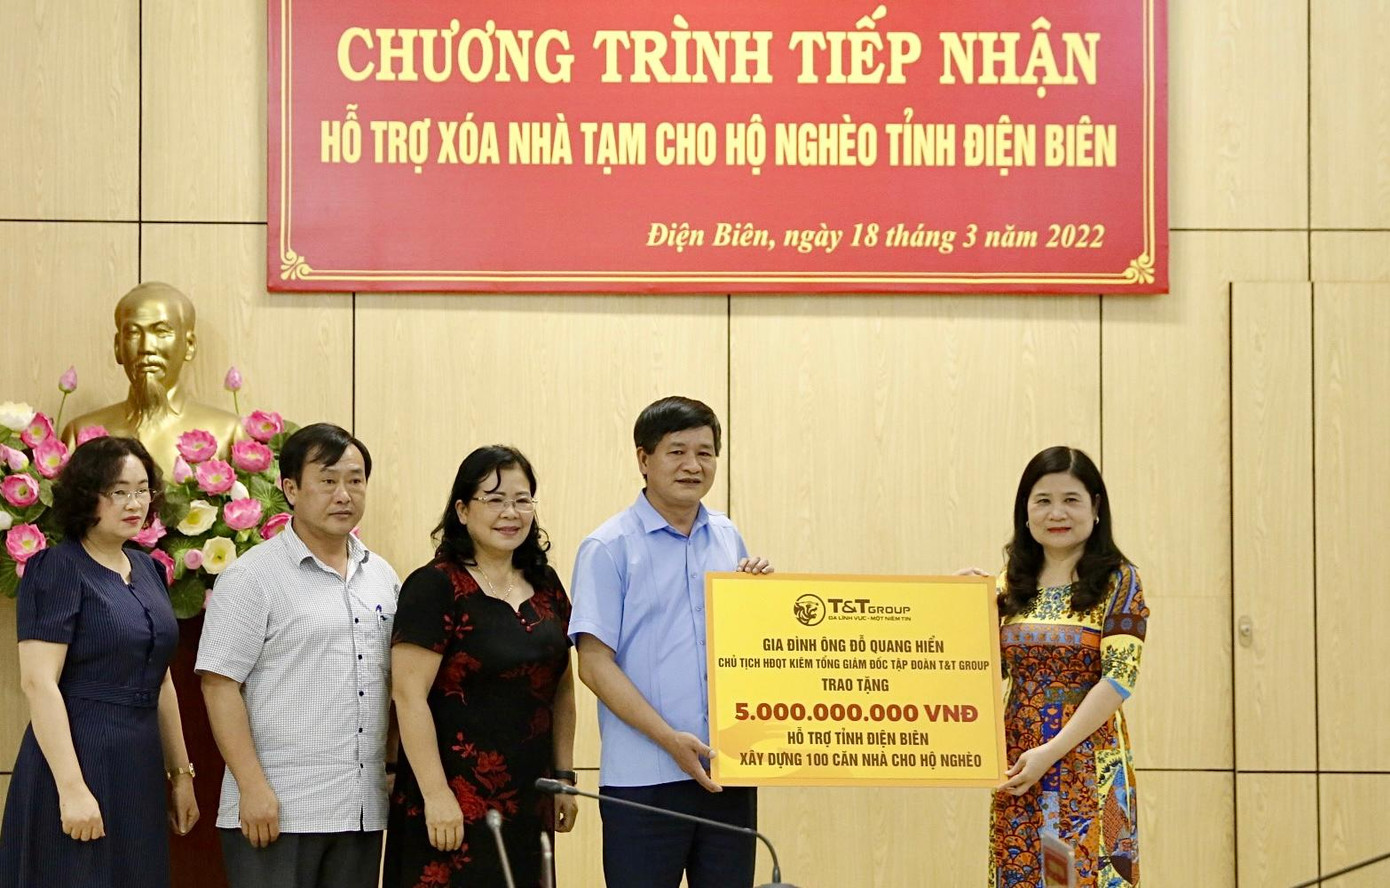 CHƯƠNG TRÌNH TIẾP NHẬN
HỖ TRỢ XÓA NHÀ TẠM CHO HỘ NGHÈO TỈNH ĐIỆN BIÊN
Điện Biên, ngày 18 tháng 3 năm 2022
T&T GROUP
ĐA LĨNH VỰC - MỘT NIỀM TIN
GIA ĐÌNH ÔNG ĐỖ QUANG HIỂN
CHỦ TỊCH HĐQT KIÊM TỔNG GIÁM ĐỐC TẬP ĐOÀN T&T GROUP
TRAO TẶNG
5.000.000.000 VNĐ
HỖ TRỢ TỈNH ĐIỆN BIÊN
XÂY DỰNG 100 CĂN NHÀ CHO HỘ NGHÈO